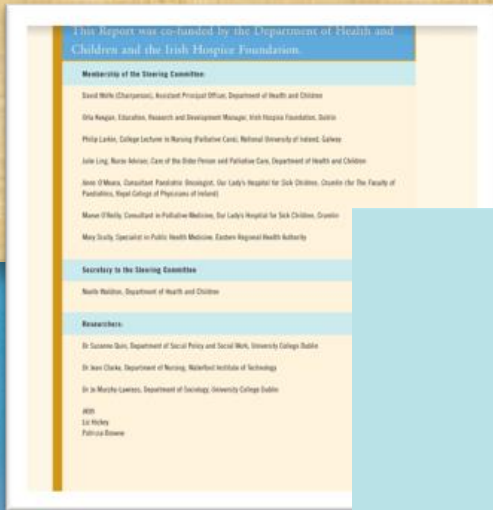 This Report was co-funded by the Department of Health and
Children and the Irish Hospice Foundation.
Membership of the Steering Committee:
David Wolfe (Chairperson), Assistant Principal Officer, Department of Health and Children
Orla Keegan, Education, Research and Development Manager, Irish Hospice Foundation, Dublin
Philip Larkin, College Lecturer in Nursing (Palliative Care), National University of Ireland, Galway
Julie Ling, Nurse Advisor, Care of the Older Person and Palliative Care, Department of Health and Children
Anne O'Meara, Consultant Paediatric Oncologist, Our Lady's Hospital for Sick Children, Crumlin (for The Faculty of
Paediatrics, Royal College of Physicians of Ireland)
Maeve O'Reilly, Consultant in Palliative Medicine, Our Lady's Hospital for Sick Children, Crumlin
Mary Scully, Specialist in Public Health Medicine, Eastern Regional Health Authority
Secretary to the Steering Committee
Noelle Waldron, Department of Health and Children
Researchers:
Dr Suzanne Quin, Department of Social Policy and Social Work, University College Dublin
Dr Jean Clarke, Department of Nursing, Waterford Institute of Technology
Dr Jo Murphy-Lawless, Department of Sociology, University College Dublin
With
Liz Hickey
Patricia Browne